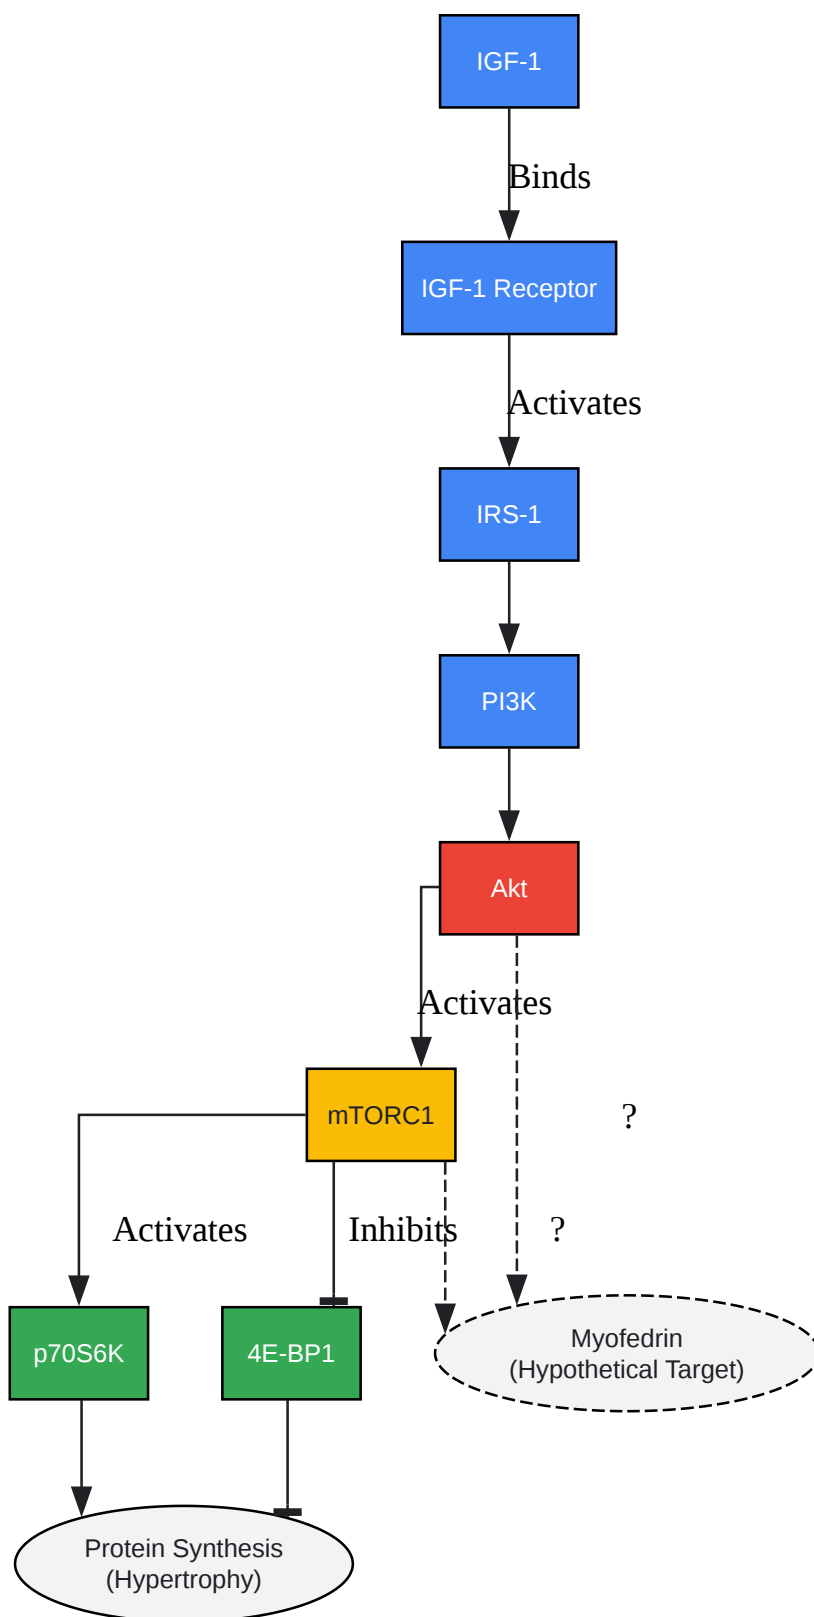 IGF-1
Binds
IGF-1 Receptor
Activates
IRS-1
PI3K
Akt
Activates
mTORC1
?
Activates
Inhibits
?
p70S6K
4E-BP1
Myofedrin
(Hypothetical Target)
Protein Synthesis
(Hypertrophy)